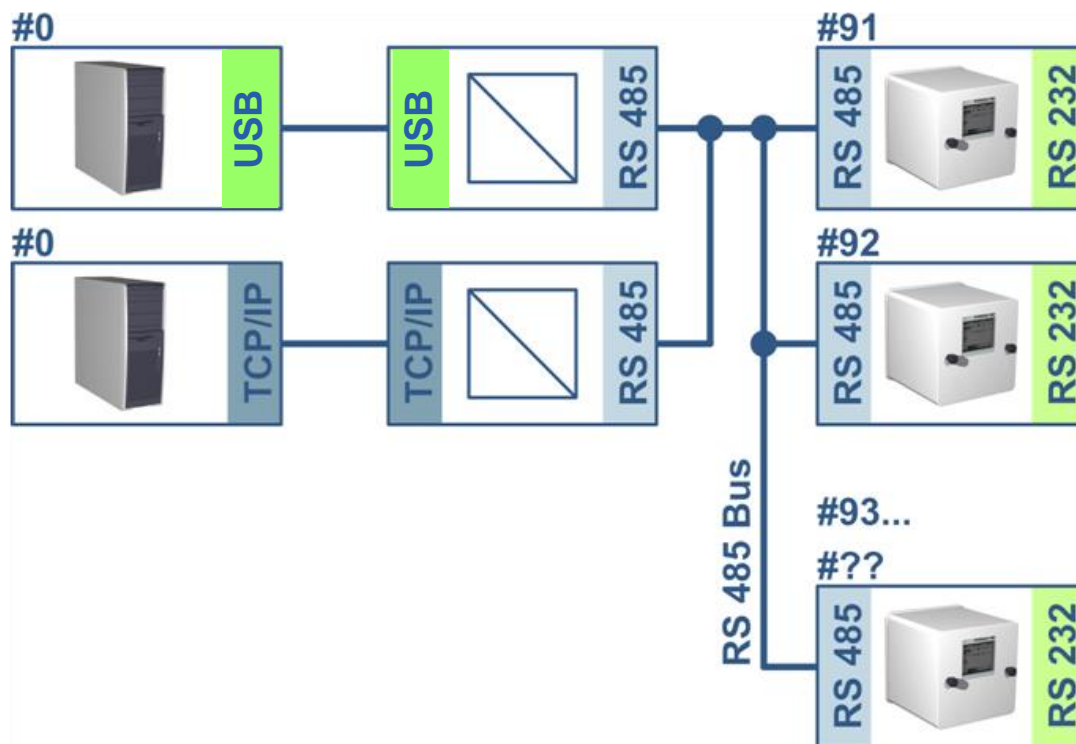 #0
USB
USB
RS 485
#91
RS 485
RS 232
#0
TCP/IP
TCP/IP
RS 485
#92
RS 485
RS 232
RS 485 Bus
#93...
#??
RS 485
RS 232